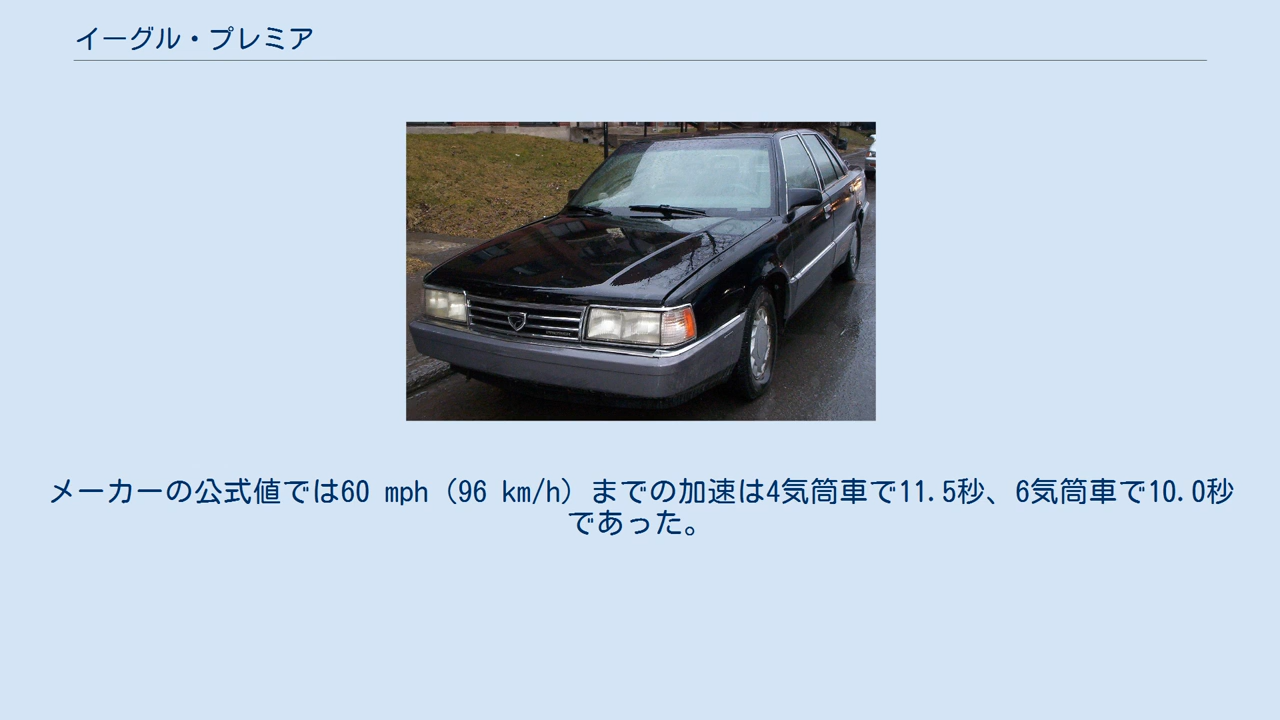 イーグル・プレミア
メーカーの公式値では60 mph（96 km/h）までの加速は4気筒車で11.5秒、6気筒車で10.0秒
であった。